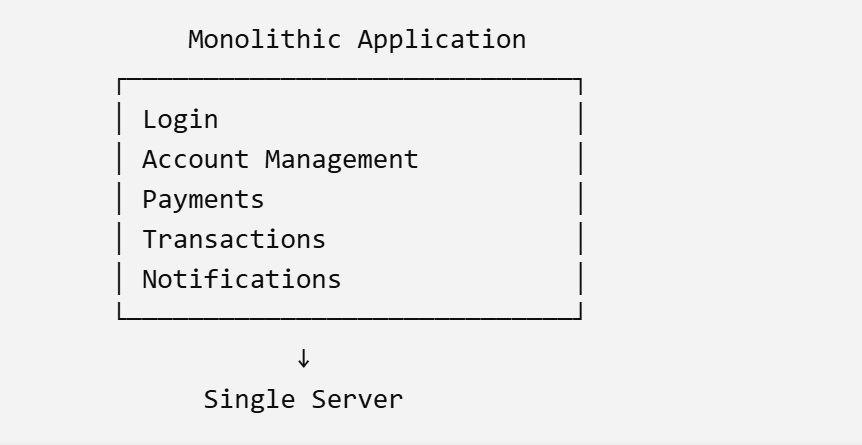 Monolithic Application
Login
Account Management
Payments
Transactions
Notifications
↓
Single Server